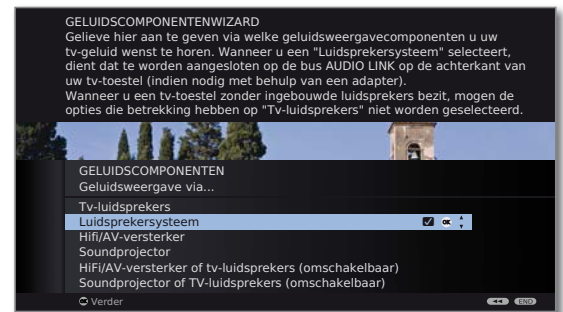 GELUIDSCOMPONENTENWIZARD
Gelieve hier aan te geven via welke geluidsweergavecomponenten u uw
tv-geluid wenst te horen. Wanneer u een "Luidsprekersysteem" selecteert,
dient dat te worden aangesloten op de bus AUDIO LINK op de achterkant van
uw tv-toestel (indien nodig met behulp van een adapter).
Wanneer u een tv-toestel zonder ingebouwde luidsprekers bezit, mogen de
opties die betrekking hebben op "Tv-luidsprekers" niet worden geselecteerd.
GELUIDSCOMPONENTEN
Geluidsweergave via...
Tv-luidsprekers
Luidsprekersysteem OK
Hifi/AV-versterker
Soundprojector
HiFi/AV-versterker of tv-luidsprekers (omschakelbaar)
Soundprojector of TV-luidsprekers (omschakelbaar)
OK Verder END